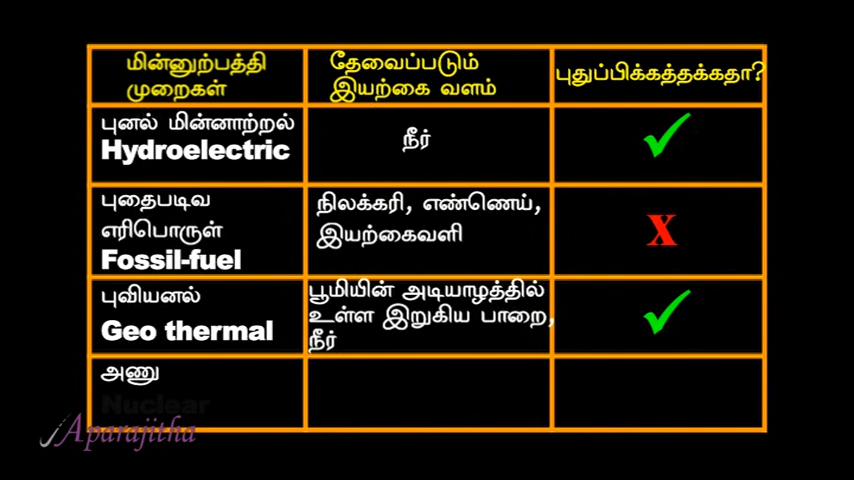 மின்னுற்பத்தி
முறைகள்
தேவைப்படும்
இயற்கை வளம்
புதுப்பிக்கத்தக்கதா?
புனல் மின்னாற்றல்
Hydroelectric
நீர்
புதைபடிவ
எரிபொருள்
Fossil-fuel
நிலக்கரி, எண்ணெய்,
இயற்கைவளி
X
புவியனல்
Geo thermal
பூமியின் அடியாழத்தில்
உள்ள இறுகிய பாறை,
நீர்
அணு
Nuclear
Aparajitha